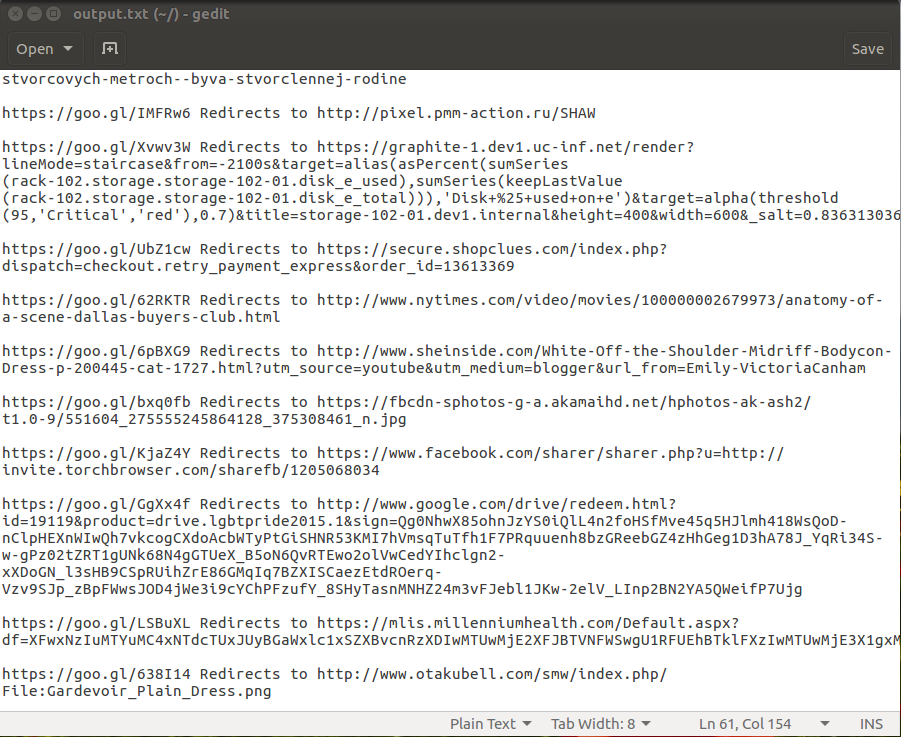 output.txt (~/) - gedit
Open
Save
stvorcovych-metroch--byva-stvorclennej-rodine
https://goo.gl/IMFRw6 Redirects to http://pixel.pmm-action.ru/SHAW
https://goo.gl/Xvwv3W Redirects to https://graphite-1.dev1.uc-inf.net/render?
lineMode=staircase&from=-2100s&target=alias(asPercent(sumSeries
(rack-102.storage.storage-102-01.disk_e_used),sumSeries(keepLastValue
(rack-102.storage.storage-102-01.disk_e_total))),'Disk+%25+used+on+e')&target=alpha(threshold
(95,'Critical','red'),0.7)&title=storage-102-01.dev1.internal&height=400&width=600&_salt=0.836313036
https://goo.gl/UbZ1cw Redirects to https://secure.shopclues.com/index.php?
dispatch=checkout.retry_payment_express&order_id=13613369
https://goo.gl/62RKTR Redirects to http://www.nytimes.com/video/movies/100000002679973/anatomy-of-
a-scene-dallas-buyers-club.html
https://goo.gl/6pBXG9 Redirects to http://www.sheinside.com/White-Off-the-Shoulder-Midriff-Bodycon-
Dress-p-200445-cat-1727.html?utm_source=youtube&utm_medium=blogger&url_from=Emily-VictoriaCanham
https://goo.gl/bxq0fb Redirects to https://fbcdn-sphotos-g-a.akamaihd.net/hphotos-ak-ash2/
t1.0-9/551604_275555245864128_375308461_n.jpg
https://goo.gl/KjaZ4Y Redirects to https://www.facebook.com/sharer/sharer.php?u=http://
invite.torchbrowser.com/sharefb/1205068034
https://goo.gl/GgXx4f Redirects to http://www.google.com/drive/redeem.html?
id=19119&product=drive.lgbtpride2015.1&sign=Qg0NhwX85ohnJzYS0iQlL4n2foHSfMve45q5HJlmh418WsQoD-
nClpHEXnWIwQh7vkcogCXdoAcbWTyPtGiSHNR53KMI7hVmsqTuTfh1F7PRquuenh8bzGReebGZ4zHhGeg1D3hA78J_YqRi34S-
w-gPz02tZRT1gUNk68N4gGTUeX_B5oN6QvRTEwo2olVwCedYIhclgn2-
xXDoGN_l3sHB9CSpRUihZrE86GMqIq7BZXISCaezEtdROerq-
Vzv9SJp_zBpFWwsJOD4jWe3i9cYChPFzufY_8SHyTasnMNHZ24m3vFJebl1JKw-2elV_LInp2BN2YA5QWeifP7Ujg
https://goo.gl/LSBuXL Redirects to https://mlis.millenniumhealth.com/Default.aspx?
df=XFwxNzIuMTYuMC4xNTdcTUxJUyBGaWxlc1xSZXBvcnRzXDIwMTUwMjE2XFJBTVNFWSwgU1RFUEhBTklFXzIwMTUwMjE3X1gxM
https://goo.gl/638I14 Redirects to http://www.otakubell.com/smw/index.php/
File:Gardevoir_Plain_Dress.png
Plain Text
Tab Width: 8
Ln 61, Col 154
INS